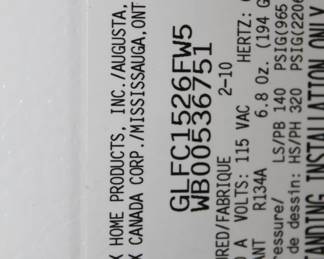 HOME PRODUCTS, INC./AUGUSTA,
CANADA CORP./MISSISSAUGA,ONT
GLFC1526FW5
WB00536751
URED/FABRIQUE 2-10
A VOLTS: 115 VAC HERTZ:
ANT R134A 6.8 Oz. (194 G
essure/ LS/PB 140 PSIG(965
de dessin: HS/PH 320 PSIG(2206
ANDING INSTALLATION ONLY